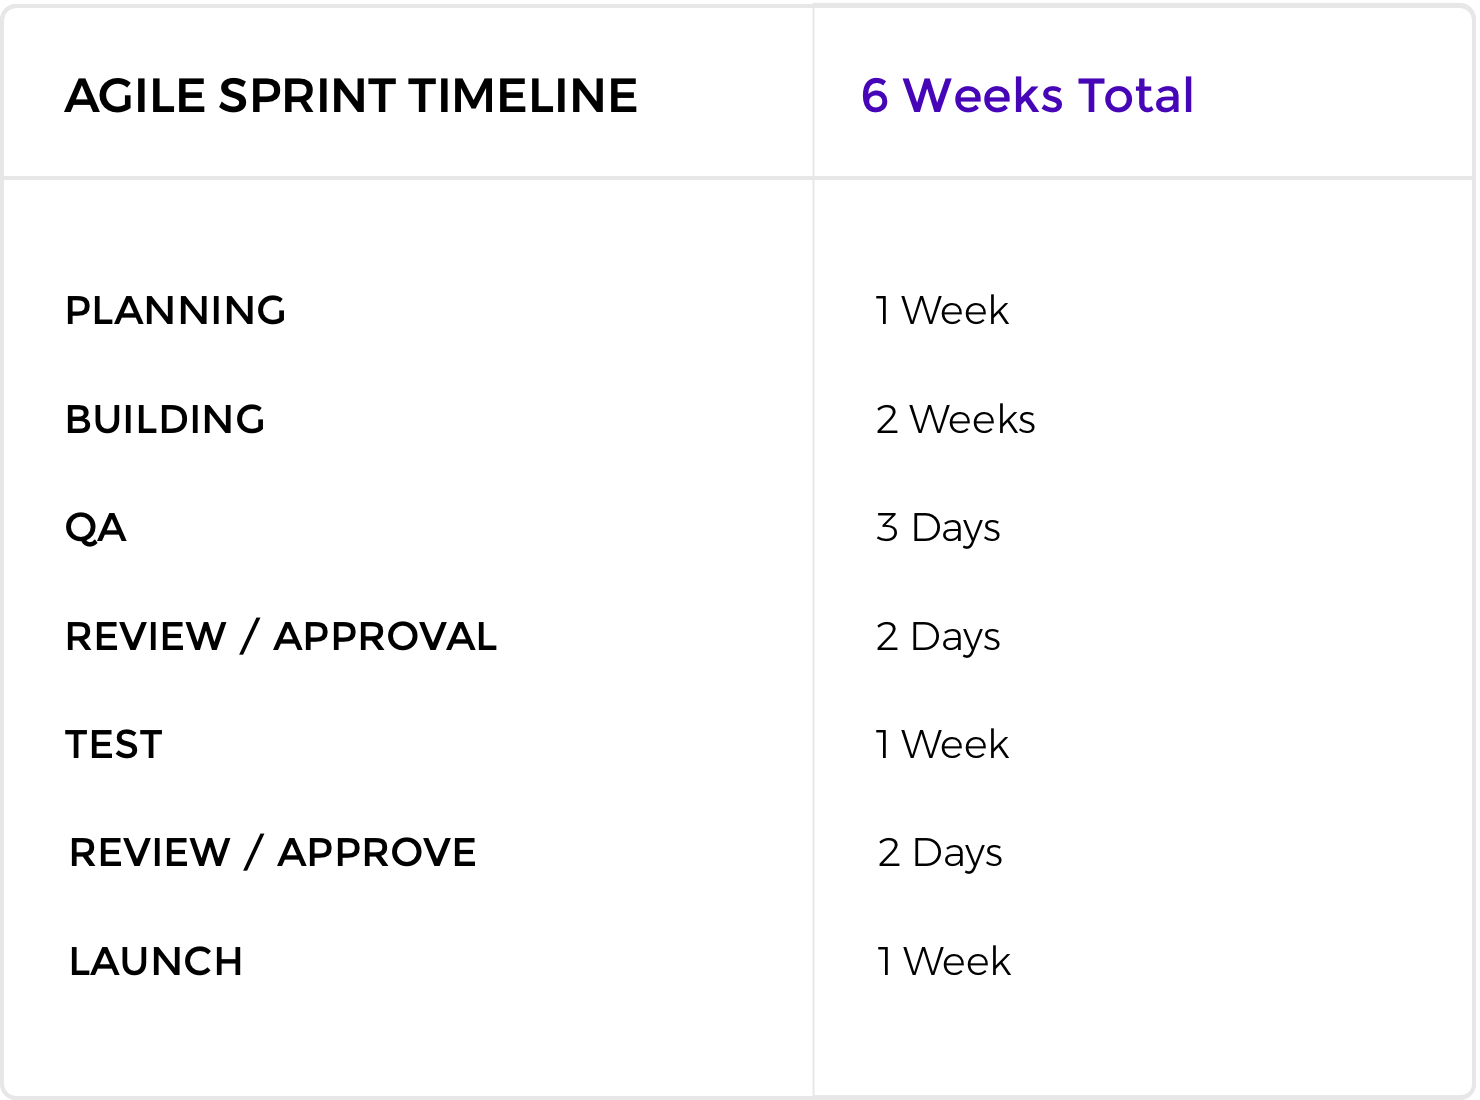 AGILE SPRINT TIMELINE 6 Weeks Total
PLANNING 1 Week
BUILDING 2 Weeks
QA 3 Days
REVIEW / APPROVAL 2 Days
TEST 1 Week
REVIEW / APPROVE 2 Days
LAUNCH 1 Week